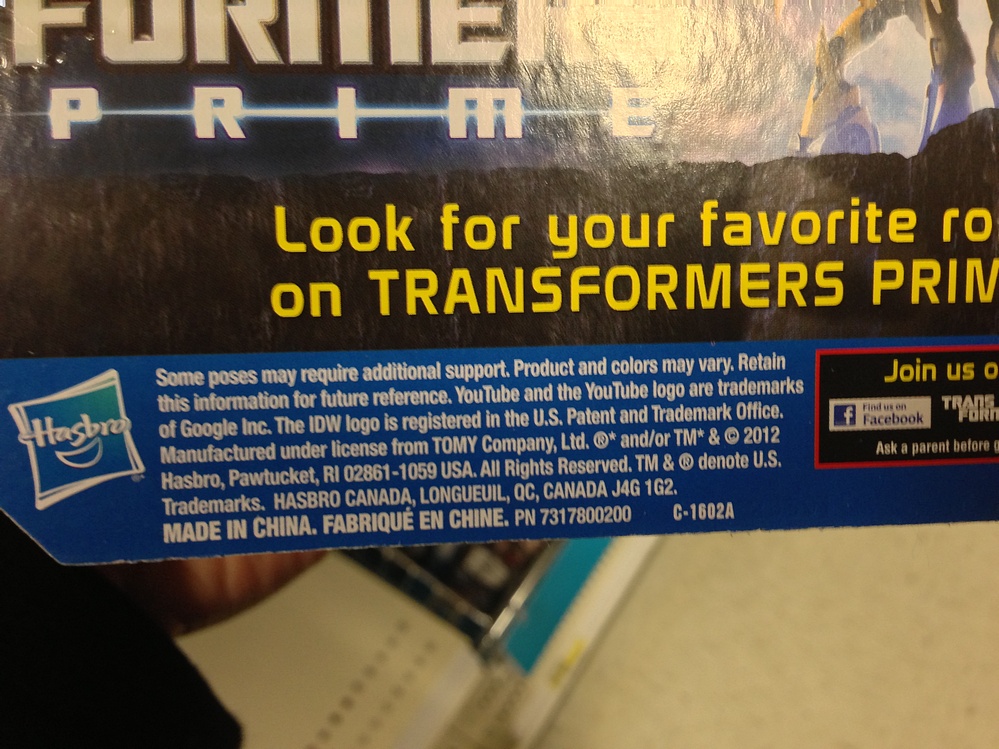 FORME
PRIME
Look for your favorite ro
on TRANSFORMERS PRIM
Hasbro
Some poses may require additional support. Product and colors may vary. Retain
this information for future reference. YouTube and the YouTube logo are trademarks
of Google Inc. The IDW logo is registered in the U.S. Patent and Trademark Office.
Manufactured under license from TOMY Company, Ltd. ®* and/or TM* & © 2012
Hasbro, Pawtucket, RI 02861-1059 USA. All Rights Reserved. TM & ® denote U.S.
Trademarks. HASBRO CANADA, LONGUEUIL, QC, CANADA J4G 1G2.
MADE IN CHINA. FABRIQUÉ EN CHINE. PN 7317800200 C-1602A
Join us o
f Find us on
Facebook
TRANS
FORM
Ask a parent before g